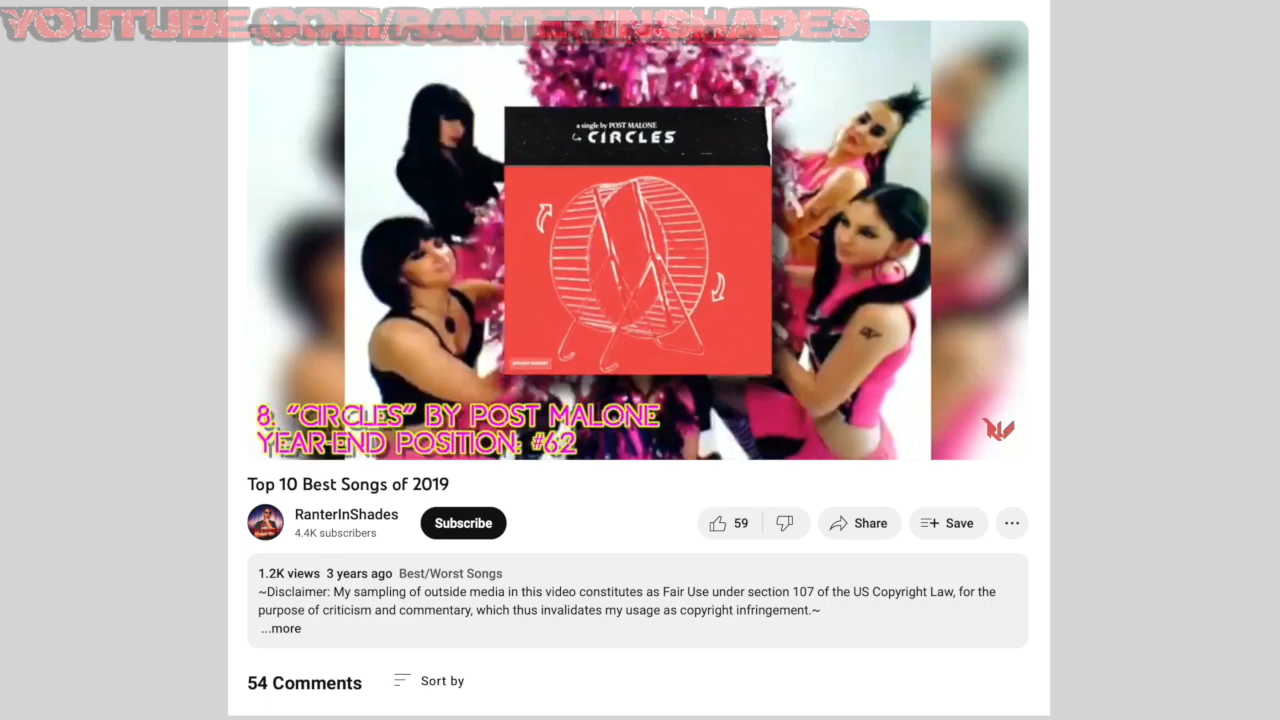 YOUTUBE.COM/RANTERINSHADES
a single by POST MALONE
CIRCLES
8. "CIRCLES" BY POST MALONE
YEAR-END POSITION: #62
Top 10 Best Songs of 2019
RanterInShades
4.4K subscribers
Subscribe
59
Share
Save
1.2K views 3 years ago Best/Worst Songs
~Disclaimer: My sampling of outside media in this video constitutes as Fair Use under section 107 of the US Copyright Law, for the
purpose of criticism and commentary, which thus invalidates my usage as copyright infringement.~
...more
54 Comments
Sort by